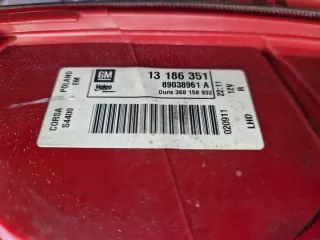 POLAND EM
CORSA S4400
GM
Valeo
13 186 351
89038961 A
Duns 368 158 932
22:11
12V R
020911 LHD